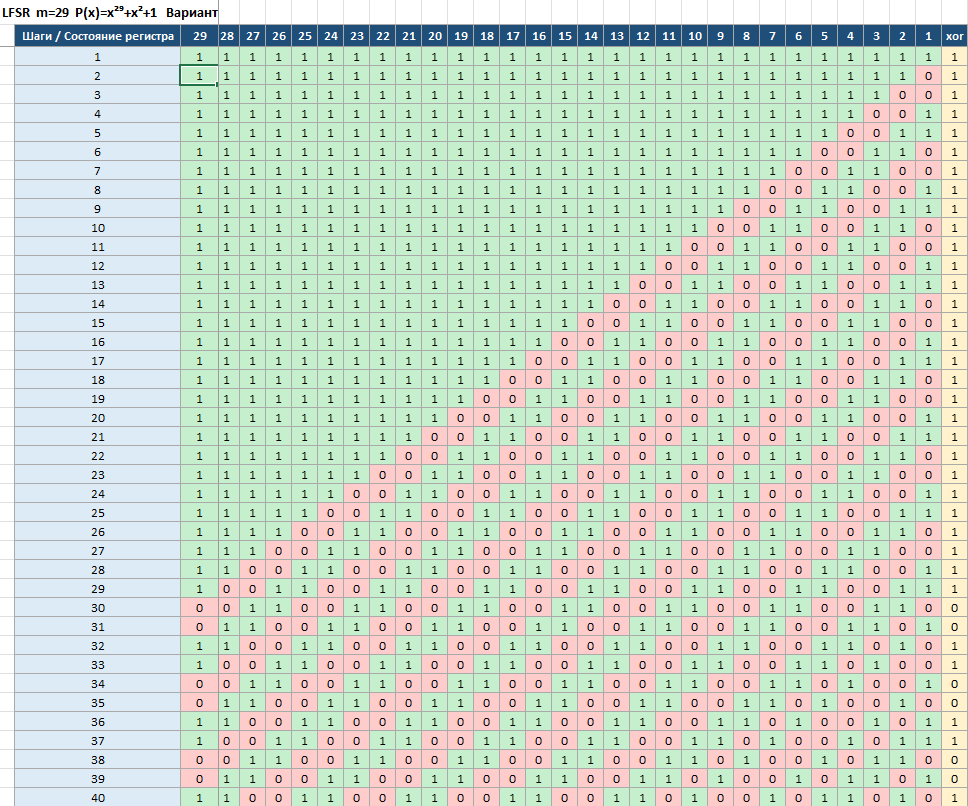 LFSR m=29 P(x)=x²⁹+x²+1 Вариант
Шаги / Состояние регистра 29 28 27 26 25 24 23 22 21 20 19 18 17 16 15 14 13 12 11 10 9 8 7 6 5 4 3 2 1 xor
1 1 1 1 1 1 1 1 1 1 1 1 1 1 1 1 1 1 1 1 1 1 1 1 1 1 1 1 1 1 1
2 1 1 1 1 1 1 1 1 1 1 1 1 1 1 1 1 1 1 1 1 1 1 1 1 1 1 1 1 0 1
3 1 1 1 1 1 1 1 1 1 1 1 1 1 1 1 1 1 1 1 1 1 1 1 1 1 1 1 0 0 1
4 1 1 1 1 1 1 1 1 1 1 1 1 1 1 1 1 1 1 1 1 1 1 1 1 1 1 0 0 1 1
5 1 1 1 1 1 1 1 1 1 1 1 1 1 1 1 1 1 1 1 1 1 1 1 1 1 0 0 1 1 1
6 1 1 1 1 1 1 1 1 1 1 1 1 1 1 1 1 1 1 1 1 1 1 1 1 0 0 1 1 0 1
7 1 1 1 1 1 1 1 1 1 1 1 1 1 1 1 1 1 1 1 1 1 1 1 0 0 1 1 0 0 1
8 1 1 1 1 1 1 1 1 1 1 1 1 1 1 1 1 1 1 1 1 1 1 0 0 1 1 0 0 1 1
9 1 1 1 1 1 1 1 1 1 1 1 1 1 1 1 1 1 1 1 1 1 0 0 1 1 0 0 1 1 1
10 1 1 1 1 1 1 1 1 1 1 1 1 1 1 1 1 1 1 1 1 0 0 1 1 0 0 1 1 0 1
11 1 1 1 1 1 1 1 1 1 1 1 1 1 1 1 1 1 1 1 0 0 1 1 0 0 1 1 0 0 1
12 1 1 1 1 1 1 1 1 1 1 1 1 1 1 1 1 1 1 0 0 1 1 0 0 1 1 0 0 1 1
13 1 1 1 1 1 1 1 1 1 1 1 1 1 1 1 1 1 0 0 1 1 0 0 1 1 0 0 1 1 1
14 1 1 1 1 1 1 1 1 1 1 1 1 1 1 1 1 0 0 1 1 0 0 1 1 0 0 1 1 0 1
15 1 1 1 1 1 1 1 1 1 1 1 1 1 1 1 0 0 1 1 0 0 1 1 0 0 1 1 0 0 1
16 1 1 1 1 1 1 1 1 1 1 1 1 1 1 0 0 1 1 0 0 1 1 0 0 1 1 0 0 1 1
17 1 1 1 1 1 1 1 1 1 1 1 1 1 0 0 1 1 0 0 1 1 0 0 1 1 0 0 1 1 1
18 1 1 1 1 1 1 1 1 1 1 1 1 0 0 1 1 0 0 1 1 0 0 1 1 0 0 1 1 0 1
19 1 1 1 1 1 1 1 1 1 1 1 0 0 1 1 0 0 1 1 0 0 1 1 0 0 1 1 0 0 1
20 1 1 1 1 1 1 1 1 1 1 0 0 1 1 0 0 1 1 0 0 1 1 0 0 1 1 0 0 1 1
21 1 1 1 1 1 1 1 1 1 0 0 1 1 0 0 1 1 0 0 1 1 0 0 1 1 0 0 1 1 1
22 1 1 1 1 1 1 1 1 0 0 1 1 0 0 1 1 0 0 1 1 0 0 1 1 0 0 1 1 0 1
23 1 1 1 1 1 1 1 0 0 1 1 0 0 1 1 0 0 1 1 0 0 1 1 0 0 1 1 0 0 1
24 1 1 1 1 1 1 0 0 1 1 0 0 1 1 0 0 1 1 0 0 1 1 0 0 1 1 0 0 1 1
25 1 1 1 1 1 0 0 1 1 0 0 1 1 0 0 1 1 0 0 1 1 0 0 1 1 0 0 1 1 1
26 1 1 1 1 0 0 1 1 0 0 1 1 0 0 1 1 0 0 1 1 0 0 1 1 0 0 1 1 0 1
27 1 1 1 0 0 1 1 0 0 1 1 0 0 1 1 0 0 1 1 0 0 1 1 0 0 1 1 0 0 1
28 1 1 0 0 1 1 0 0 1 1 0 0 1 1 0 0 1 1 0 0 1 1 0 0 1 1 0 0 1 1
29 1 0 0 1 1 0 0 1 1 0 0 1 1 0 0 1 1 0 0 1 1 0 0 1 1 0 0 1 1 1
30 0 0 1 1 0 0 1 1 0 0 1 1 0 0 1 1 0 0 1 1 0 0 1 1 0 0 1 1 0 0
31 0 1 1 0 0 1 1 0 0 1 1 0 0 1 1 0 0 1 1 0 0 1 1 0 0 1 1 0 1 0
32 1 1 0 0 1 1 0 0 1 1 0 0 1 1 0 0 1 1 0 0 1 1 0 0 1 1 0 1 0 1
33 1 0 0 1 1 0 0 1 1 0 0 1 1 0 0 1 1 0 0 1 1 0 0 1 1 0 1 0 0 1
34 0 0 1 1 0 0 1 1 0 0 1 1 0 0 1 1 0 0 1 1 0 0 1 1 0 1 0 0 1 0
35 0 1 1 0 0 1 1 0 0 1 1 0 0 1 1 0 0 1 1 0 0 1 1 0 1 0 0 1 0 0
36 1 1 0 0 1 1 0 0 1 1 0 0 1 1 0 0 1 1 0 0 1 1 0 1 0 0 1 0 1 1
37 1 0 0 1 1 0 0 1 1 0 0 1 1 0 0 1 1 0 0 1 1 0 1 0 0 1 0 1 1 1
38 0 0 1 1 0 0 1 1 0 0 1 1 0 0 1 1 0 0 1 1 0 1 0 0 1 0 1 1 0 0
39 0 1 1 0 0 1 1 0 0 1 1 0 0 1 1 0 0 1 1 0 1 0 0 1 0 1 1 0 1 0
40 1 1 0 0 1 1 0 0 1 1 0 0 1 1 0 0 1 1 0 1 0 0 1 0 1 1 0 1 0 1